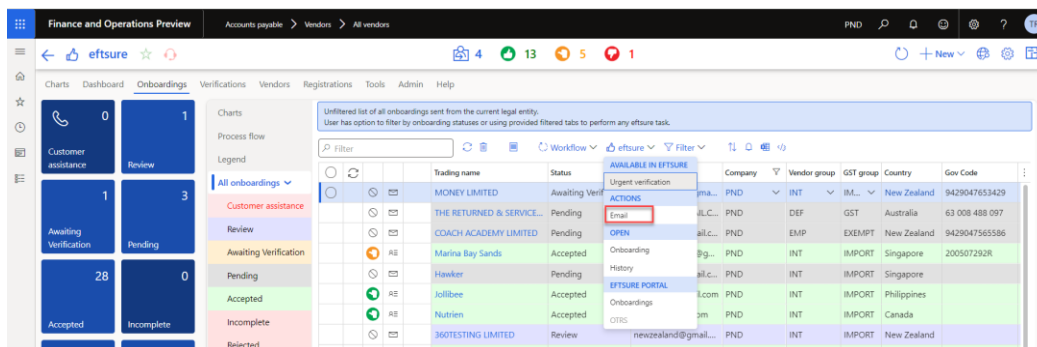 Finance and Operations Preview
Accounts payable > Vendors > All vendors
PND
eftsure
4
13
5
1
New
Charts Dashboard Onboardings Verifications Vendors Registrations Tools Admin Help
0
Customer assistance
1
Review
1
Awaiting Verification
3
Pending
28
Accepted
0
Incomplete
Charts
Process flow
Legend
All onboardings
Customer assistance
Review
Awaiting Verification
Pending
Accepted
Incomplete
Rejected
Unfiltered list of all onboardings sent from the current legal entity.
User has option to filter by onboarding statuses or using provided filtered tabs to perform any eftsure task.
Filter
Workflow
eftsure
Filter
AVAILABLE IN EFTSURE
Urgent verification
ACTIONS
Email
OPEN
Onboarding
History
EFTSURE PORTAL
Onboardings
OTRS
Trading name Status Company Vendor group GST group Country Gov Code
MONEY LIMITED Awaiting Verif PND INT IM... New Zealand 9429047653429
THE RETURNED & SERVICE... Pending PND DEF GST Australia 63 008 488 097
COACH ACADEMY LIMITED Pending PND EMP EXEMPT New Zealand 9429047565586
Marina Bay Sands Accepted PND INT IMPORT Singapore 200507292R
Hawker Pending PND INT IMPORT Singapore
Jollibee Accepted PND INT IMPORT Philippines
Nutrien Accepted PND INT IMPORT Canada
360TESTING LIMITED Review newzealand@gmail.... PND INT IMPORT New Zealand